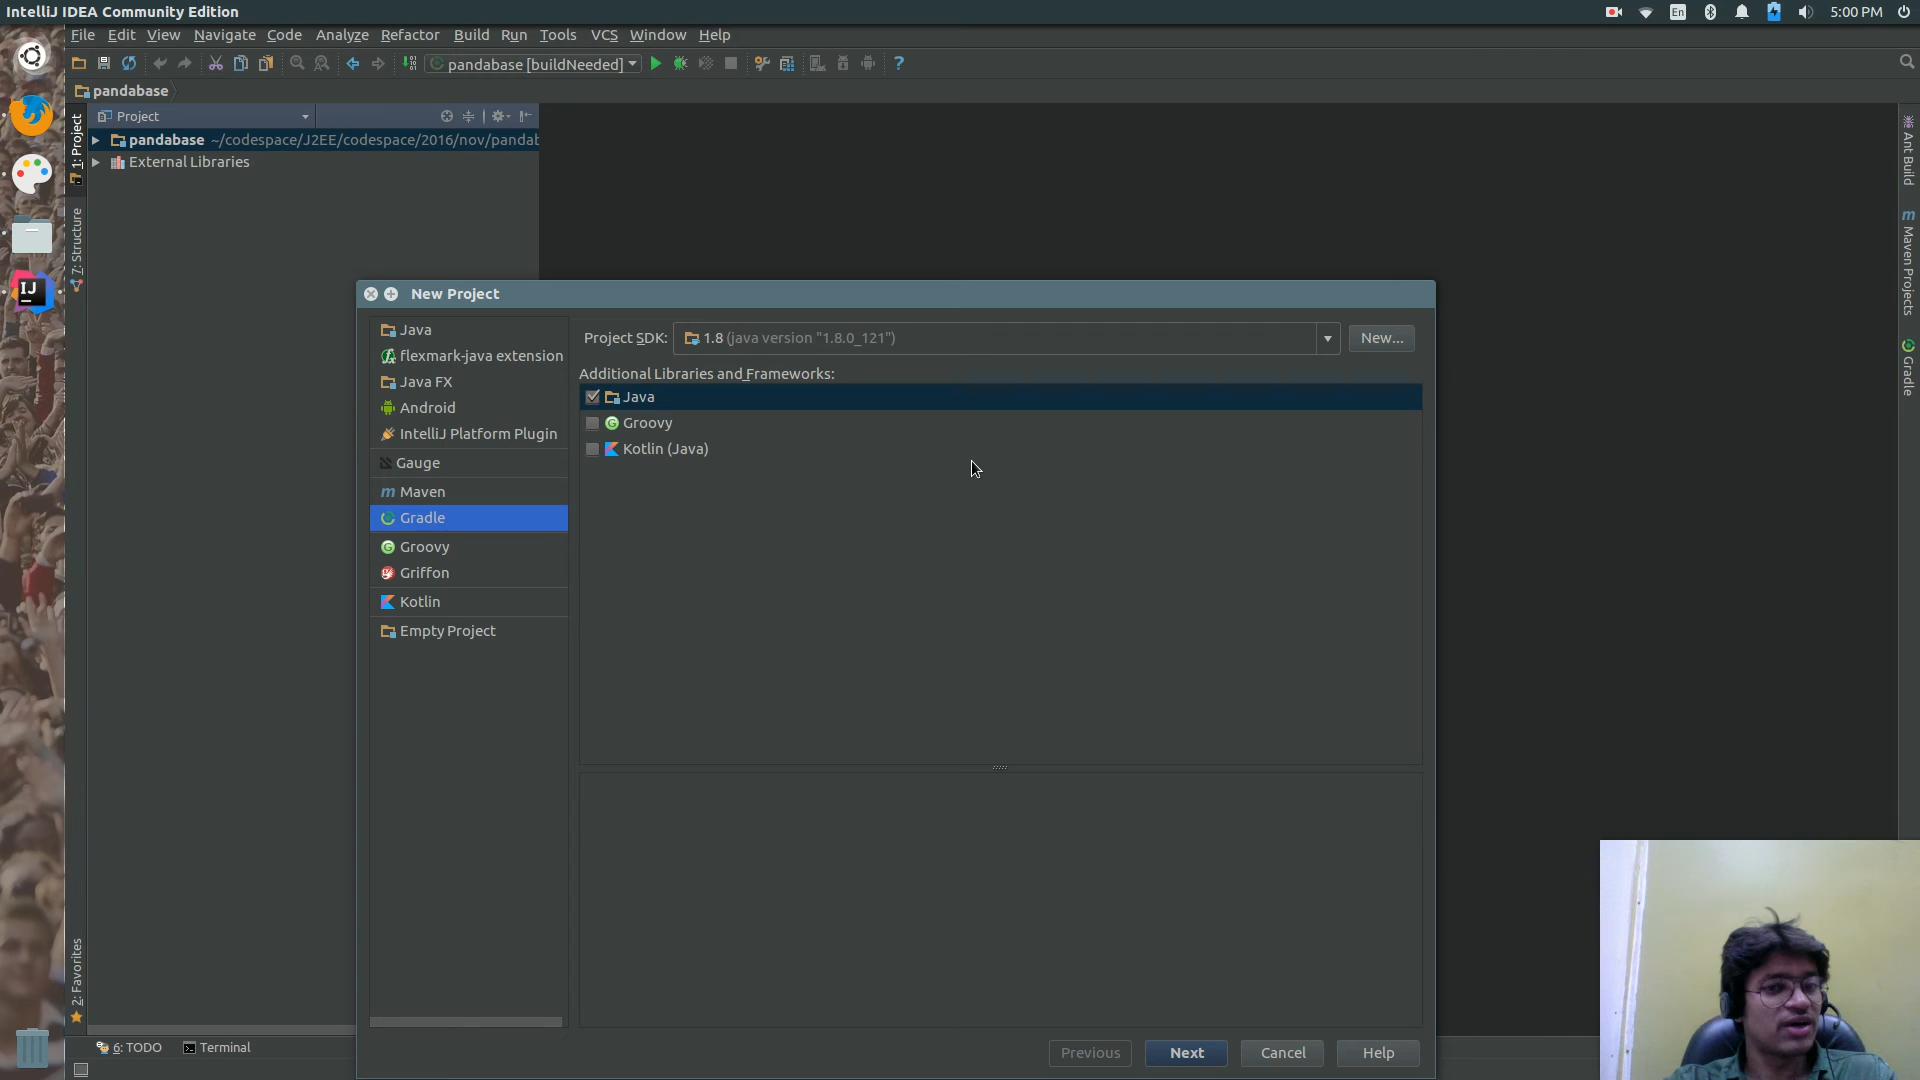 IntelliJ IDEA Community Edition
En
5:00 PM
File Edit View Navigate Code Analyze Refactor Build Run Tools VCS Window Help
pandabase [buildNeeded]
?
pandabase
Project
1: Project
pandabase ~/codespace/J2EE/codespace/2016/nov/pandab
External Libraries
7: Structure
2: Favorites
IJ
Ant Build
m Maven Projects
Gradle
New Project
Java
flexmark-java extension
Java FX
Android
IntelliJ Platform Plugin
Gauge
m Maven
Gradle
Groovy
Griffon
Kotlin
Empty Project
Project SDK: 1.8 (java version "1.8.0_121") New...
Additional Libraries and Frameworks:
Java
Groovy
Kotlin (Java)
Previous Next Cancel Help
6: TODO Terminal